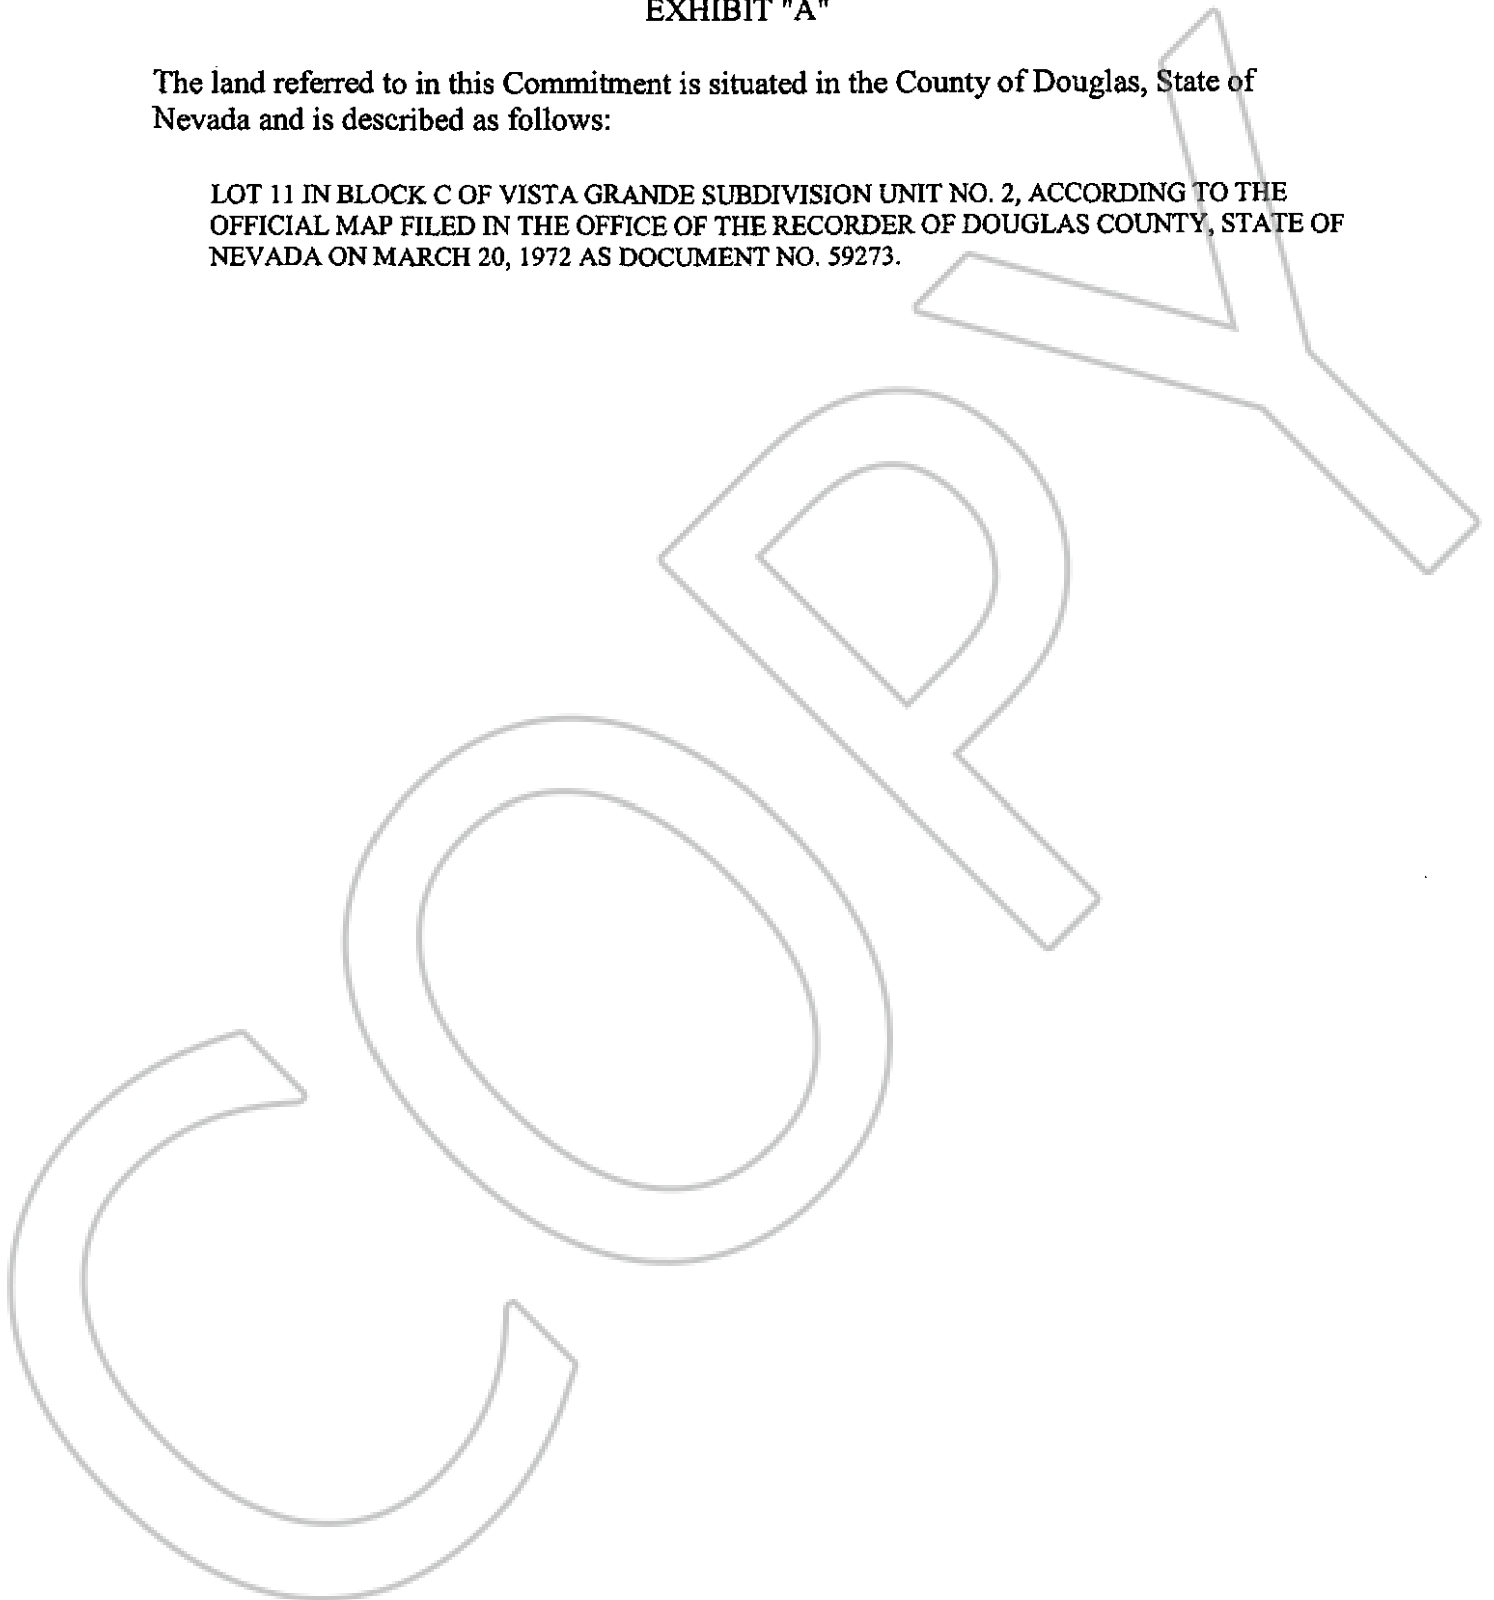 EXHIBIT "A"
The land referred to in this Commitment is situated in the County of Douglas, State of
Nevada and is described as follows:
LOT 11 IN BLOCK C OF VISTA GRANDE SUBDIVISION UNIT NO. 2, ACCORDING TO THE
OFFICIAL MAP FILED IN THE OFFICE OF THE RECORDER OF DOUGLAS COUNTY, STATE OF
NEVADA ON MARCH 20, 1972 AS DOCUMENT NO. 59273.
COPY